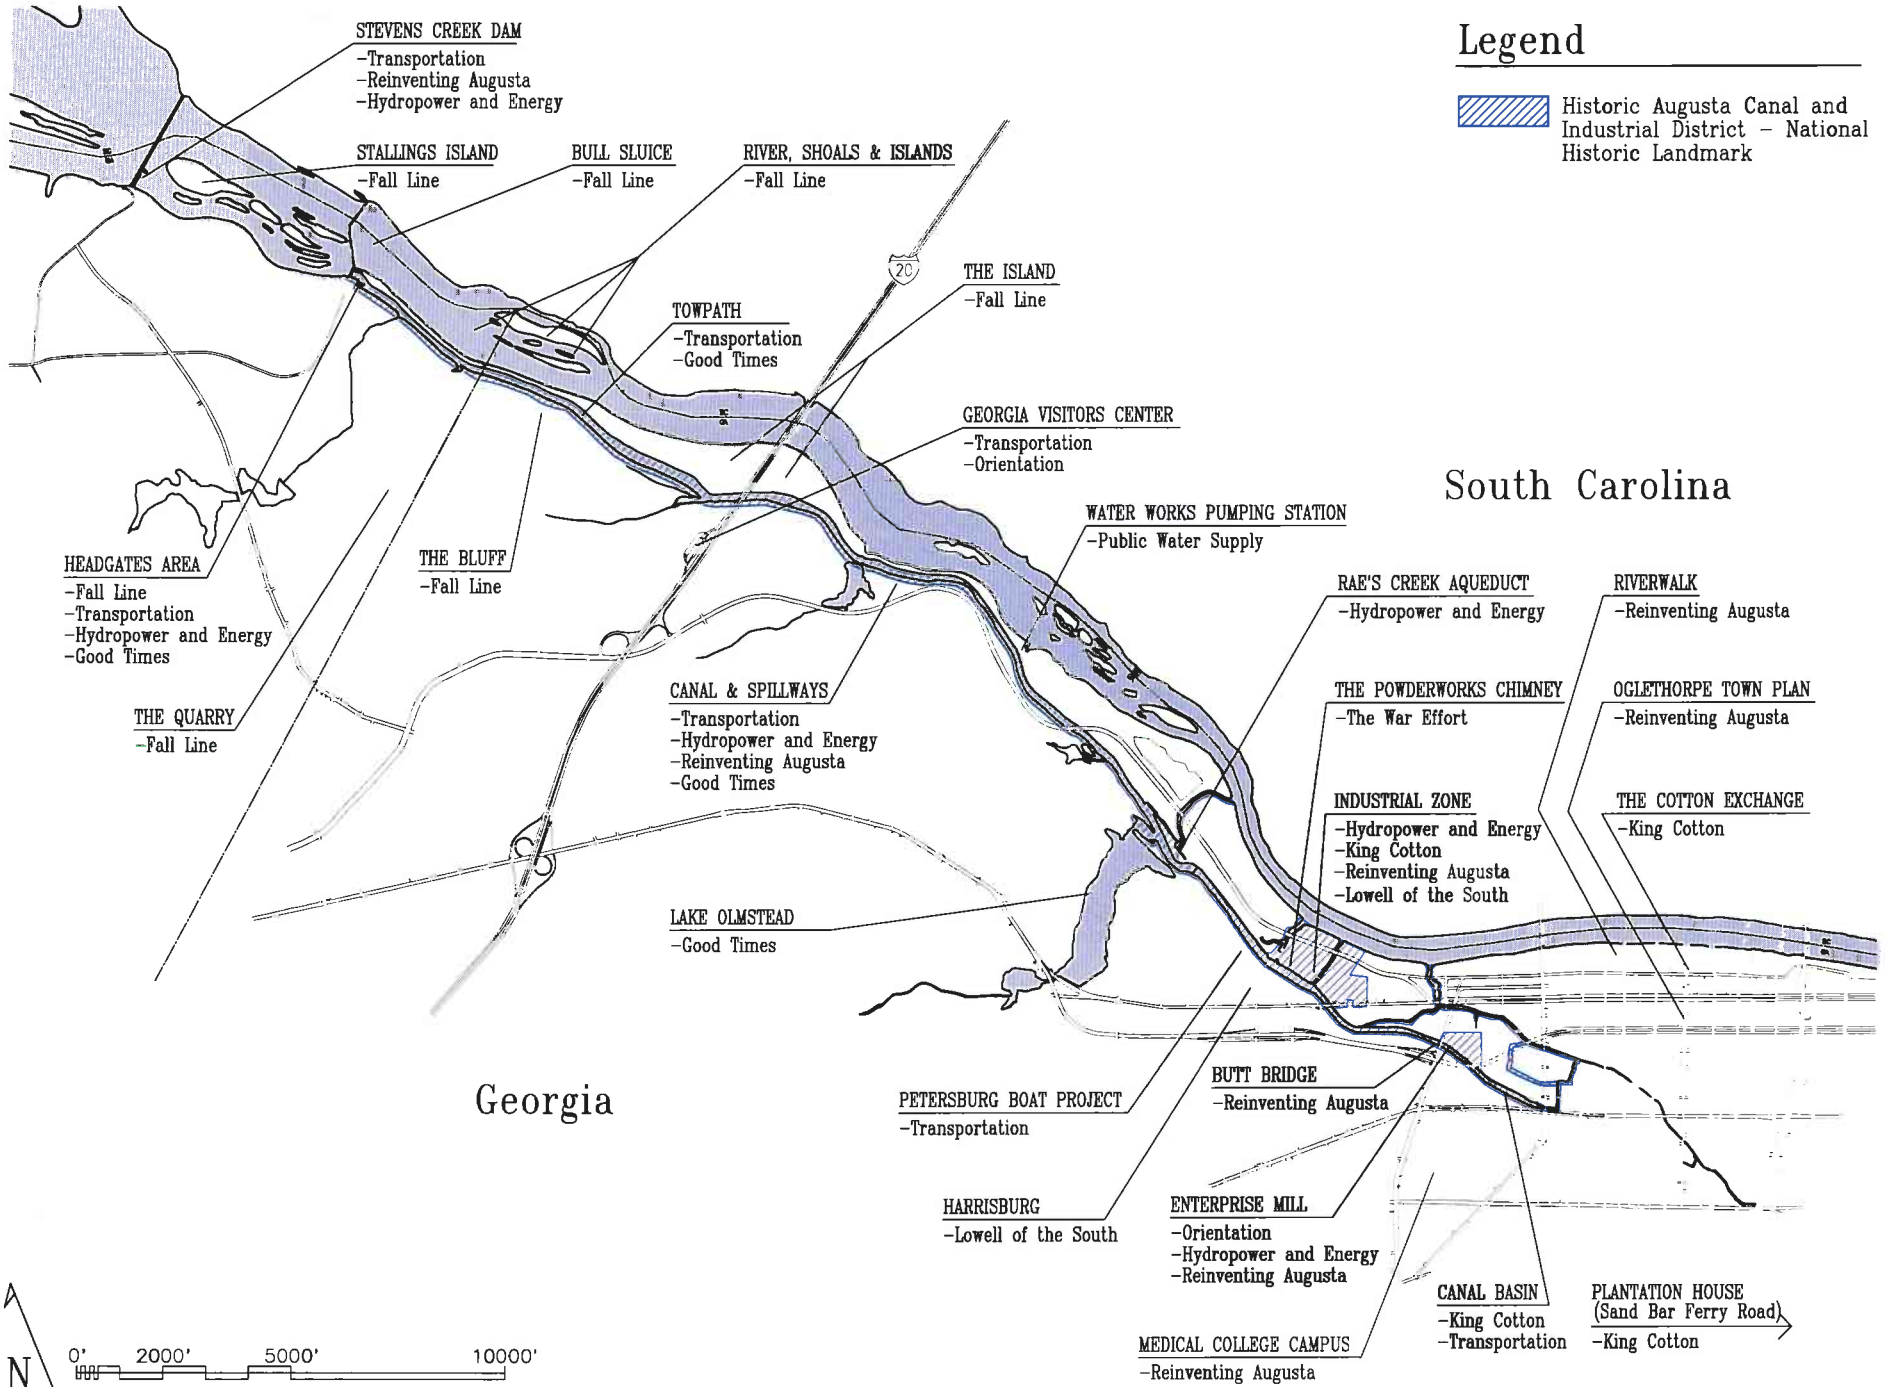 STEVENS CREEK DAM
-Transportation
-Reinventing Augusta
-Hydropower and Energy
Legend
Historic Augusta Canal and
Industrial District - National
Historic Landmark
STALLINGS ISLAND
-Fall Line
BULL SLUICE
-Fall Line
RIVER, SHOALS & ISLANDS
-Fall Line
20
THE ISLAND
-Fall Line
TOWPATH
-Transportation
-Good Times
GEORGIA VISITORS CENTER
-Transportation
-Orientation
South Carolina
WATER WORKS PUMPING STATION
-Public Water Supply
HEADGATES AREA
-Fall Line
-Transportation
-Hydropower and Energy
-Good Times
THE BLUFF
-Fall Line
RAE'S CREEK AQUEDUCT
-Hydropower and Energy
RIVERWALK
-Reinventing Augusta
THE QUARRY
-Fall Line
CANAL & SPILLWAYS
-Transportation
-Hydropower and Energy
-Reinventing Augusta
-Good Times
THE POWDERWORKS CHIMNEY
-The War Effort
OGLETHORPE TOWN PLAN
-Reinventing Augusta
INDUSTRIAL ZONE
-Hydropower and Energy
-King Cotton
-Reinventing Augusta
-Lowell of the South
THE COTTON EXCHANGE
-King Cotton
LAKE OLMSTEAD
-Good Times
SC
GA
Georgia
PETERSBURG BOAT PROJECT
-Transportation
BUTT BRIDGE
-Reinventing Augusta
HARRISBURG
-Lowell of the South
ENTERPRISE MILL
-Orientation
-Hydropower and Energy
-Reinventing Augusta
CANAL BASIN
-King Cotton
-Transportation
PLANTATION HOUSE
(Sand Bar Ferry Road)
-King Cotton
MEDICAL COLLEGE CAMPUS
-Reinventing Augusta
N
0' 2000' 5000' 10000'